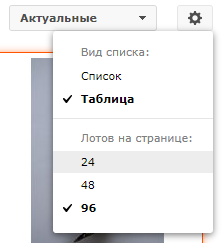 Актуальные
Вид списка:
Список
Таблица
Лотов на странице:
24
48
96